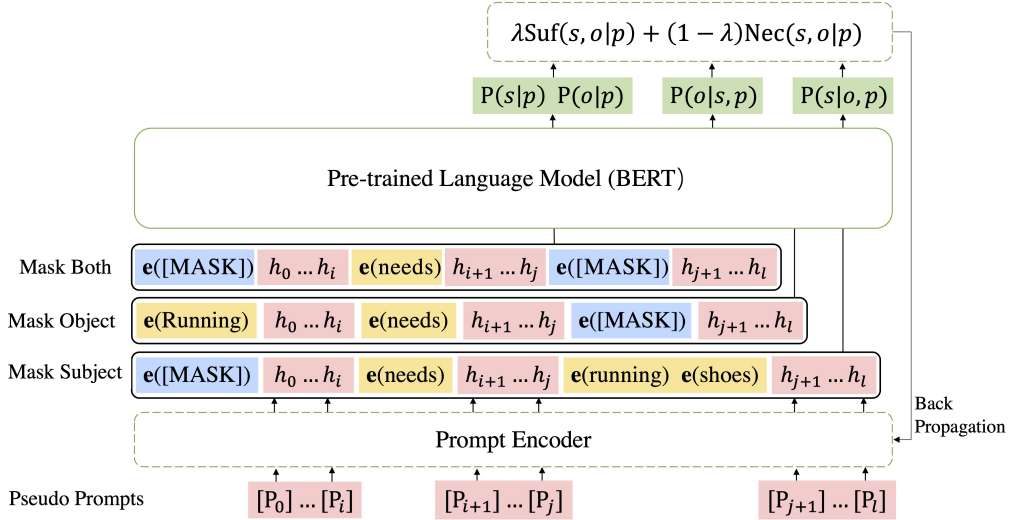 λSuf(s, o|p) + (1 − λ)Nec(s, o|p)
P(s|p) P(o|p) P(o|s, p) P(s|o, p)
Pre-trained Language Model (BERT)
Mask Both e([MASK]) h₀ … hᵢ e(needs) hᵢ₊₁ … hⱼ e([MASK]) hⱼ₊₁ … hₗ
Mask Object e(Running) h₀ … hᵢ e(needs) hᵢ₊₁ … hⱼ e([MASK]) hⱼ₊₁ … hₗ
Mask Subject e([MASK]) h₀ … hᵢ e(needs) hᵢ₊₁ … hⱼ e(running) e(shoes) hⱼ₊₁ … hₗ
Back
Propagation
Prompt Encoder
Pseudo Prompts [P₀] … [Pᵢ] [Pᵢ₊₁] … [Pⱼ] [Pⱼ₊₁] … [Pₗ]